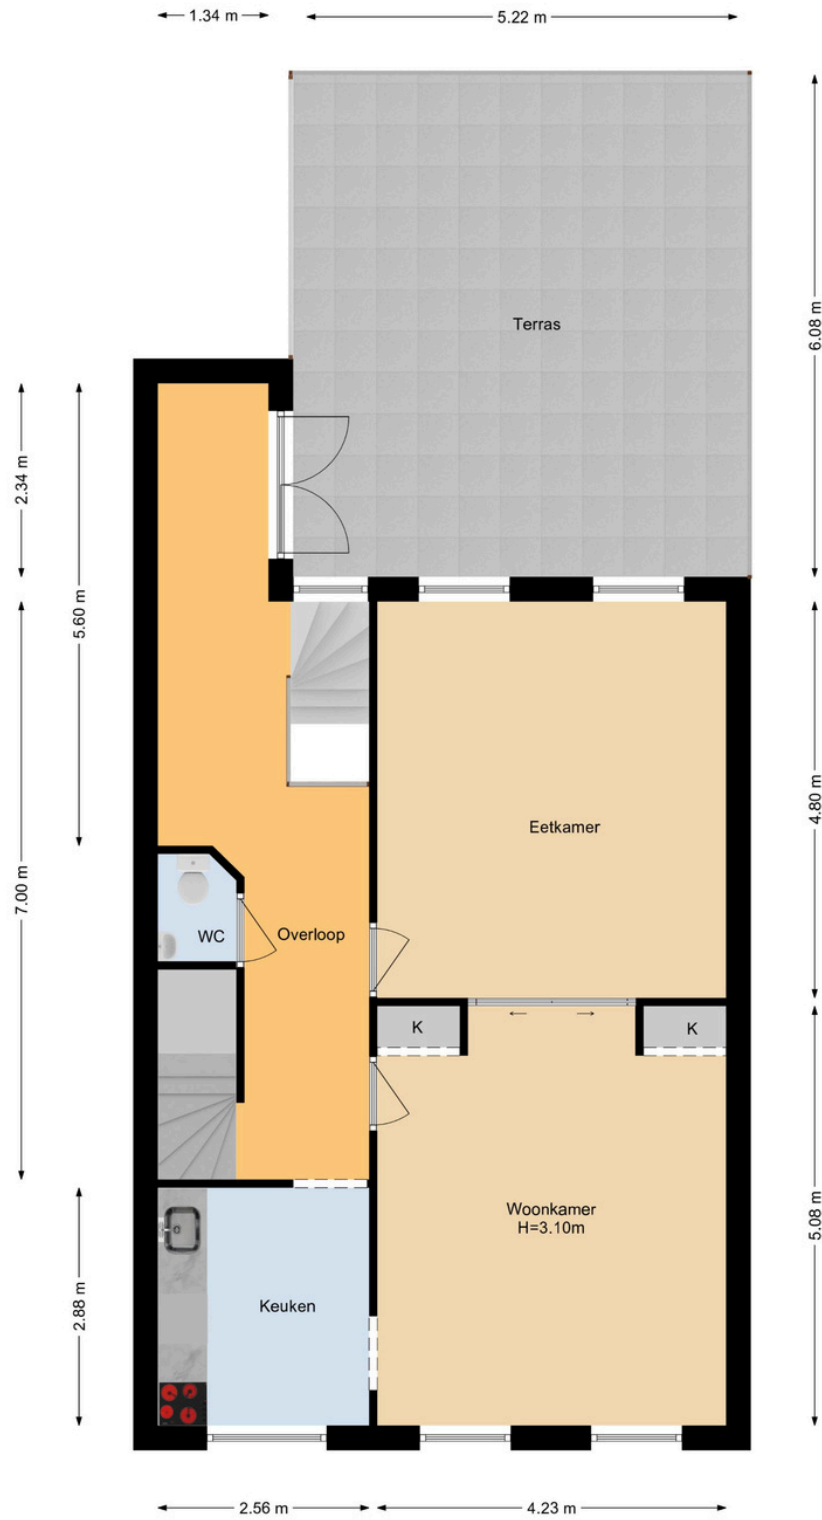 1.34 m
5.22 m
Terras
6.08 m
2.34 m
5.60 m
4.80 m
Eetkamer
7.00 m
WC
Overloop
K
K
Woonkamer
H=3.10m
5.08 m
Keuken
2.88 m
2.56 m
4.23 m